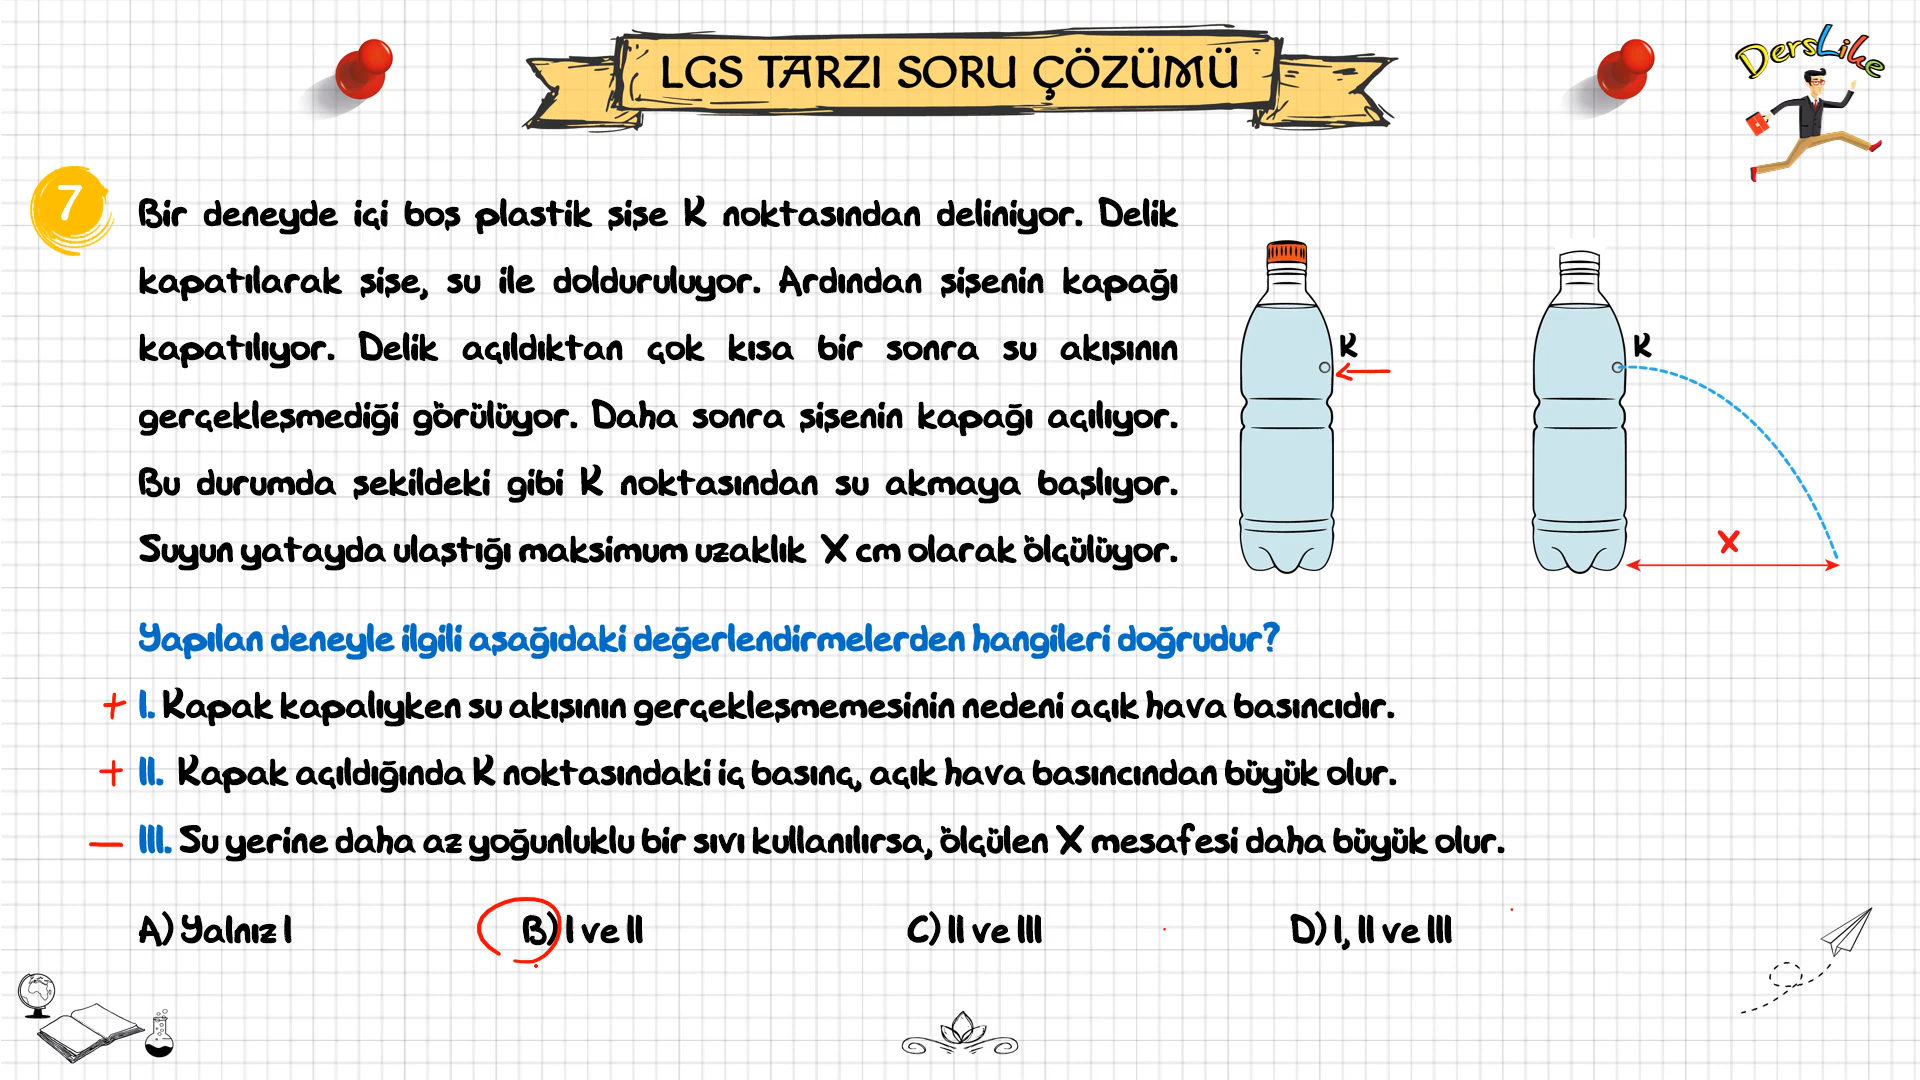 LGS TARZI SORU ÇÖZÜMÜ
DersLike
7
Bir deneyde içi boş plastik şişe K noktasından deliniyor. Delik
kapatılarak şişe, su ile dolduruluyor. Ardından şişenin kapağı
kapatılıyor. Delik açıldıktan çok kısa bir sonra su akışının
gerçekleşmediği görülüyor. Daha sonra şişenin kapağı açılıyor.
Bu durumda şekildeki gibi K noktasından su akmaya başlıyor.
Suyun yatayda ulaştığı maksimum uzaklık X cm olarak ölçülüyor.
K
K
X
Yapılan deneyle ilgili aşağıdaki değerlendirmelerden hangileri doğrudur?
+ I. Kapak kapalıyken su akışının gerçekleşmemesinin nedeni açık hava basıncıdır.
+ II. Kapak açıldığında K noktasındaki iç basınç, açık hava basıncından büyük olur.
– III. Su yerine daha az yoğunluklu bir sıvı kullanılırsa, ölçülen X mesafesi daha büyük olur.
A) Yalnız I B) I ve II C) II ve III D) I, II ve III